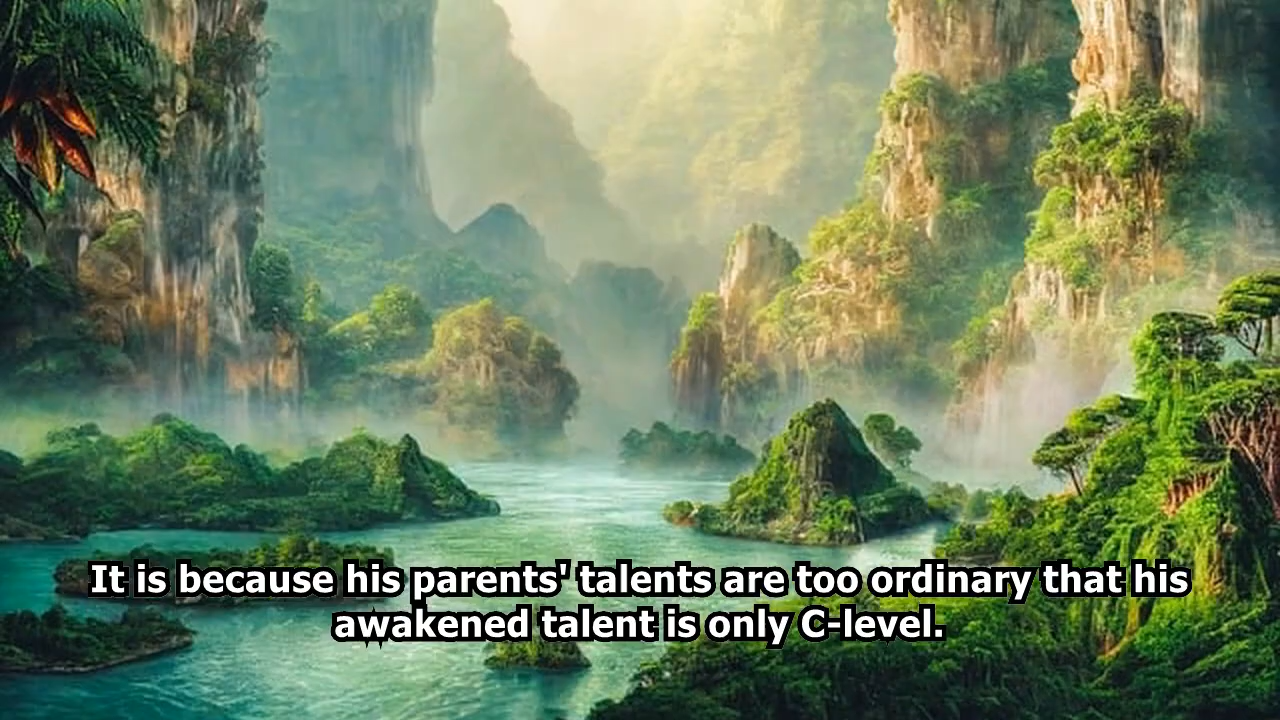 It is because his parents' talents are too ordinary that his
awakened talent is only C-level.